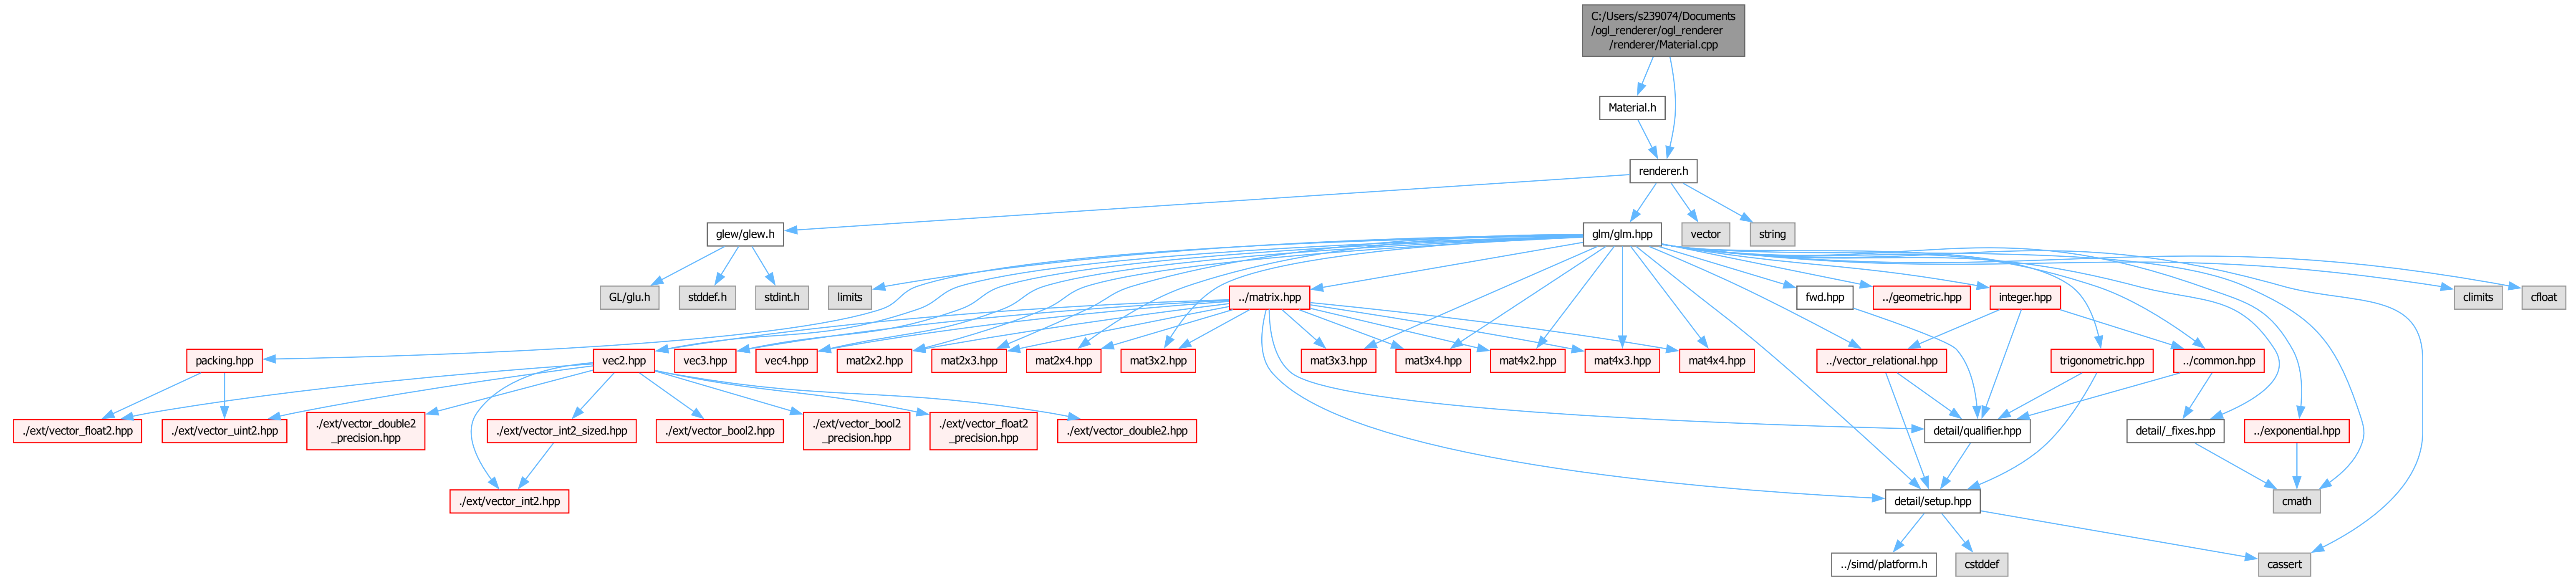 C:/Users/s239074/Documents
/ogl_renderer/ogl_renderer
/renderer/Material.cpp
Material.h
renderer.h
glew/glew.h
glm/glm.hpp
vector
string
GL/glu.h
stddef.h
stdint.h
limits
../matrix.hpp
fwd.hpp
../geometric.hpp
integer.hpp
climits
cfloat
packing.hpp
vec2.hpp
vec3.hpp
vec4.hpp
mat2x2.hpp
mat2x3.hpp
mat2x4.hpp
mat3x2.hpp
mat3x3.hpp
mat3x4.hpp
mat4x2.hpp
mat4x3.hpp
mat4x4.hpp
../vector_relational.hpp
trigonometric.hpp
../common.hpp
./ext/vector_float2.hpp
./ext/vector_uint2.hpp
./ext/vector_double2
_precision.hpp
./ext/vector_int2_sized.hpp
./ext/vector_bool2.hpp
./ext/vector_bool2
_precision.hpp
./ext/vector_float2
_precision.hpp
./ext/vector_double2.hpp
detail/qualifier.hpp
detail/_fixes.hpp
../exponential.hpp
./ext/vector_int2.hpp
detail/setup.hpp
cmath
../simd/platform.h
cstddef
cassert